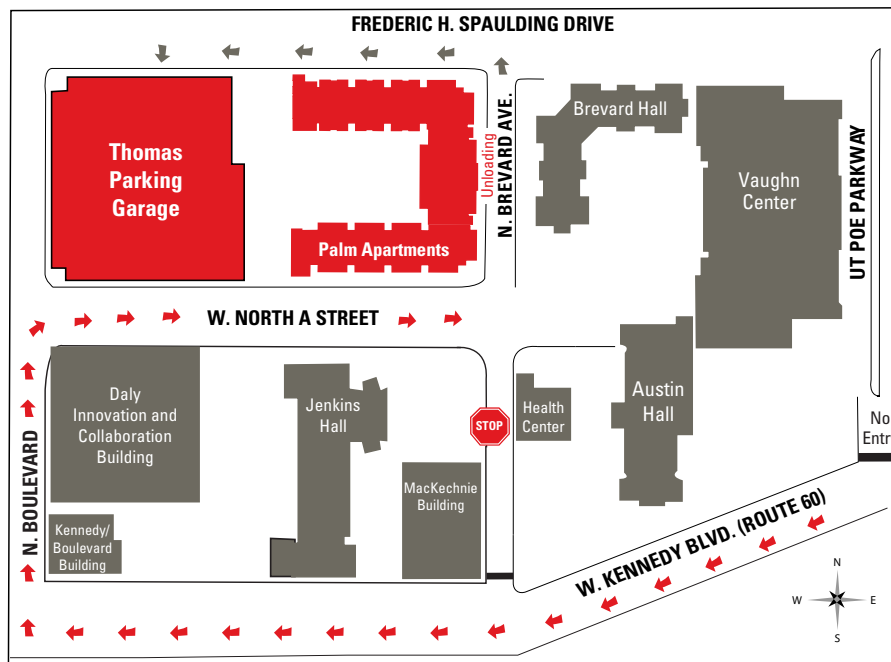 FREDERIC H. SPAULDING DRIVE
Thomas
Parking
Garage
Palm Apartments
Unloading
N. BREVARD AVE.
Brevard Hall
Vaughn
Center
UT POE PARKWAY
W. NORTH A STREET
N. BOULEVARD
Daly
Innovation and
Collaboration
Building
Jenkins
Hall
STOP
Health
Center
Austin
Hall
No
Entr
MacKechnie
Building
Kennedy/
Boulevard
Building
W. KENNEDY BLVD. (ROUTE 60)
N
W
E
S